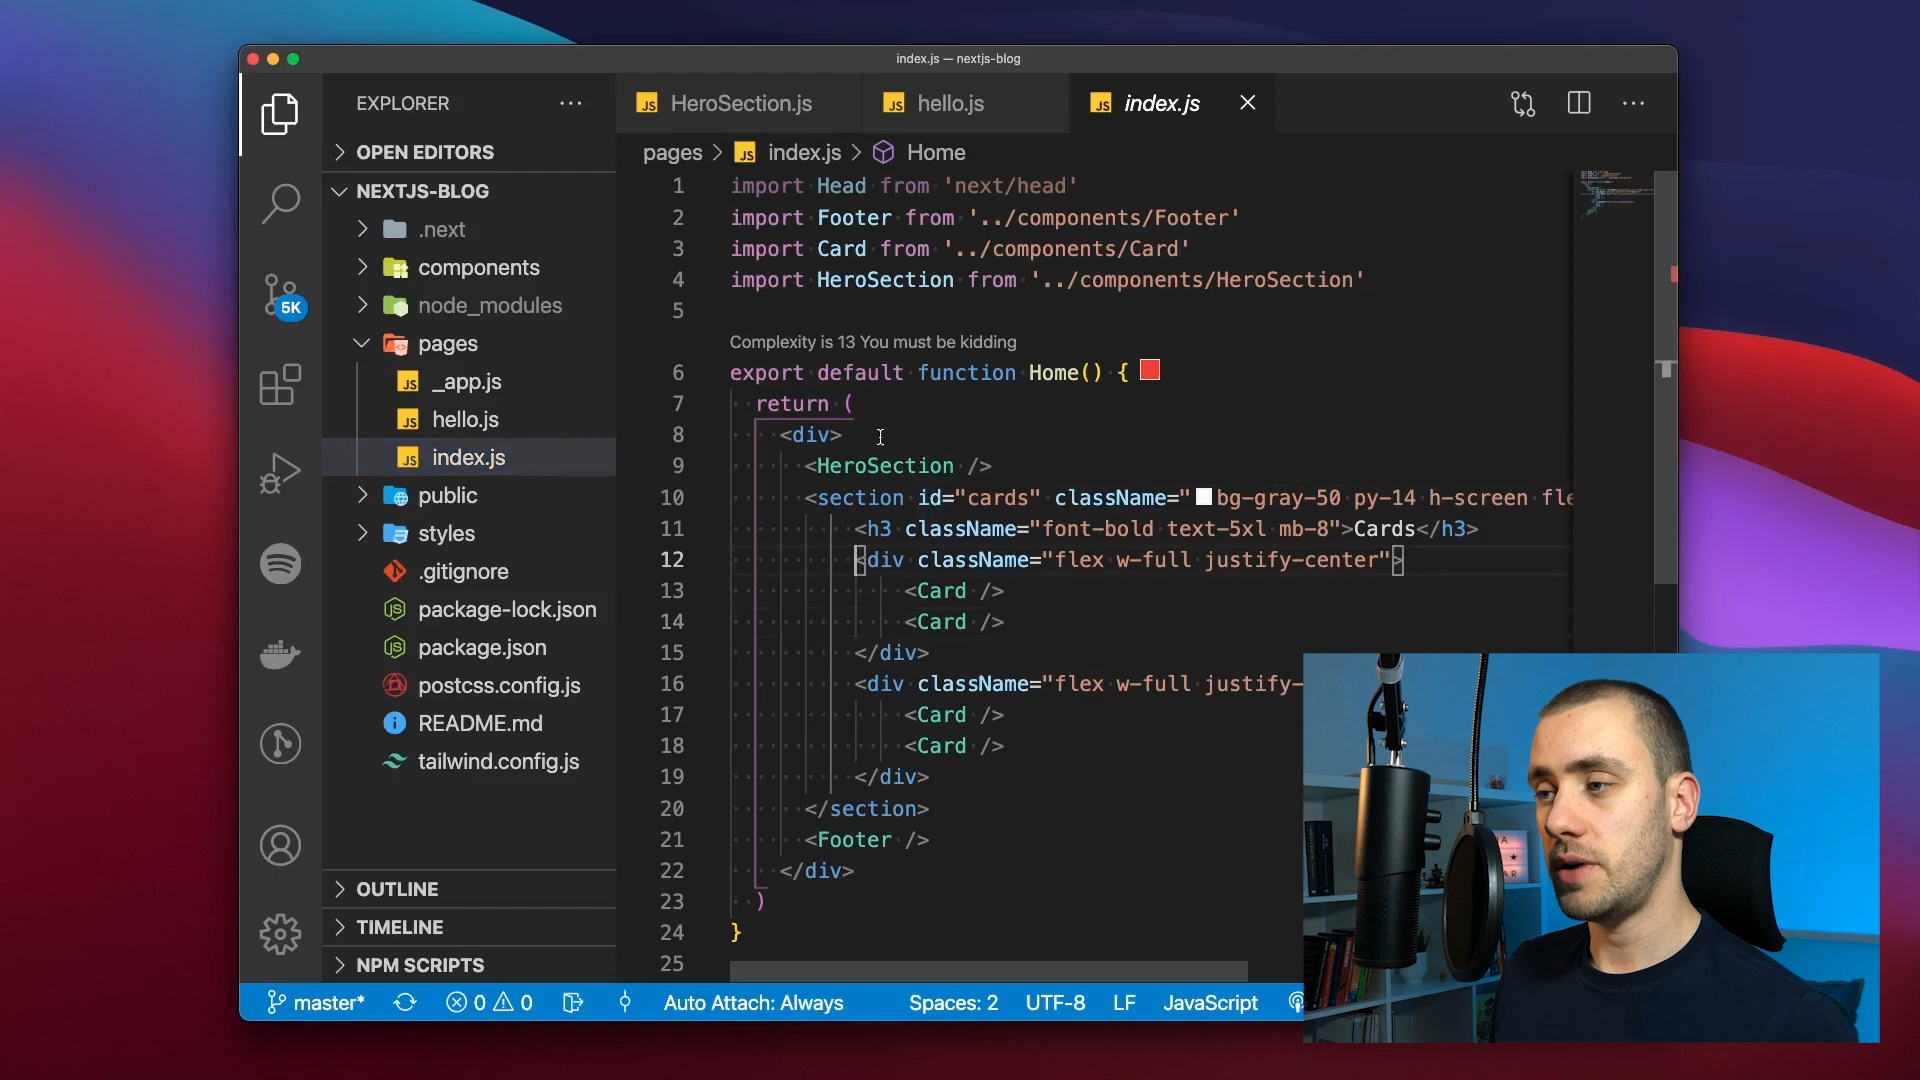 index.js — nextjs-blog
EXPLORER
HeroSection.js
hello.js
index.js
OPEN EDITORS
NEXTJS-BLOG
.next
components
node_modules
pages
_app.js
hello.js
index.js
public
styles
.gitignore
package-lock.json
package.json
postcss.config.js
README.md
tailwind.config.js
OUTLINE
TIMELINE
NPM SCRIPTS
5K
pages > JS index.js > Home
1 import Head from 'next/head'
2 import Footer from '../components/Footer'
3 import Card from '../components/Card'
4 import HeroSection from '../components/HeroSection'
5
Complexity is 13 You must be kidding
6 export default function Home() {
7 return (
8 <div>
9 <HeroSection />
10 <section id="cards" className="bg-gray-50 py-14 h-screen fle
11 <h3 className="font-bold text-5xl mb-8">Cards</h3>
12 <div className="flex w-full justify-center">
13 <Card />
14 <Card />
15 </div>
16 <div className="flex w-full justify-
17 <Card />
18 <Card />
19 </div>
20 </section>
21 <Footer />
22 </div>
23 )
24 }
25
master* 0 0 Auto Attach: Always Spaces: 2 UTF-8 LF JavaScript